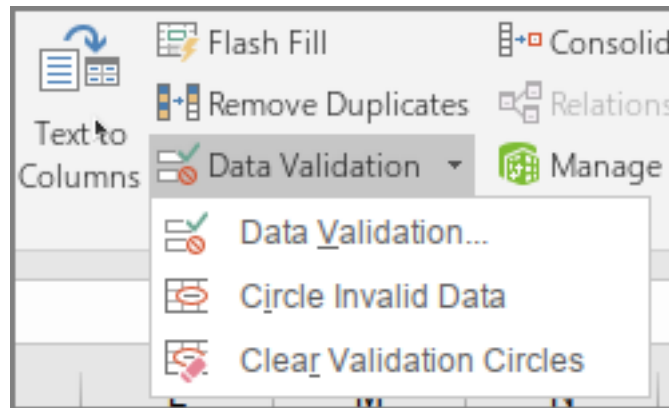 Flash Fill
Consolid
Remove Duplicates
Relations
Text to
Columns
Data Validation
Manage
Data Validation...
Circle Invalid Data
Clear Validation Circles